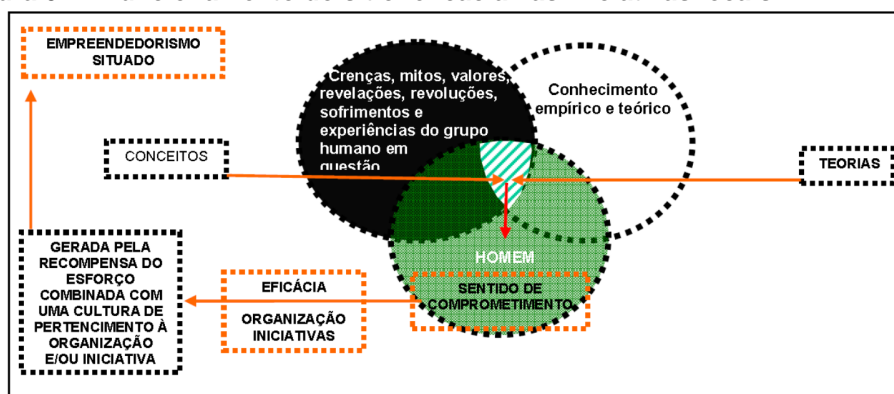 EMPREENDEDORISMO
SITUADO
Crenças, mitos, valores,
revelações, revoluções,
sofrimentos e
experiências do grupo
humano em
questão
Conhecimento
empírico e teórico
CONCEITOS
TEORIAS
HOMEM
SENTIDO DE
COMPROMETIMENTO
EFICÁCIA
ORGANIZAÇÃO
INICIATIVAS
GERADA PELA
RECOMPENSA DO
ESFORÇO
COMBINADA COM
UMA CULTURA DE
PERTENCIMENTO À
ORGANIZAÇÃO
E/OU INICIATIVA